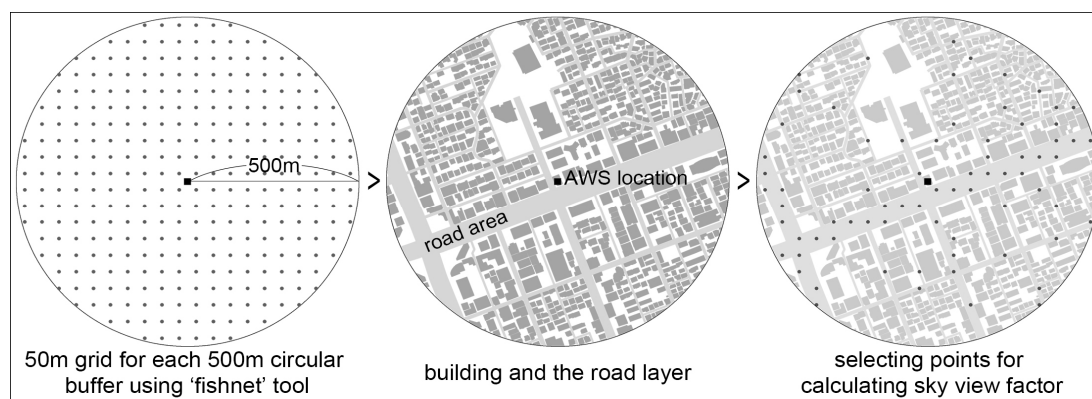 500m
>
AWS location
road area
>
50m grid for each 500m circular
buffer using ‘fishnet’ tool
building and the road layer
selecting points for
calculating sky view factor